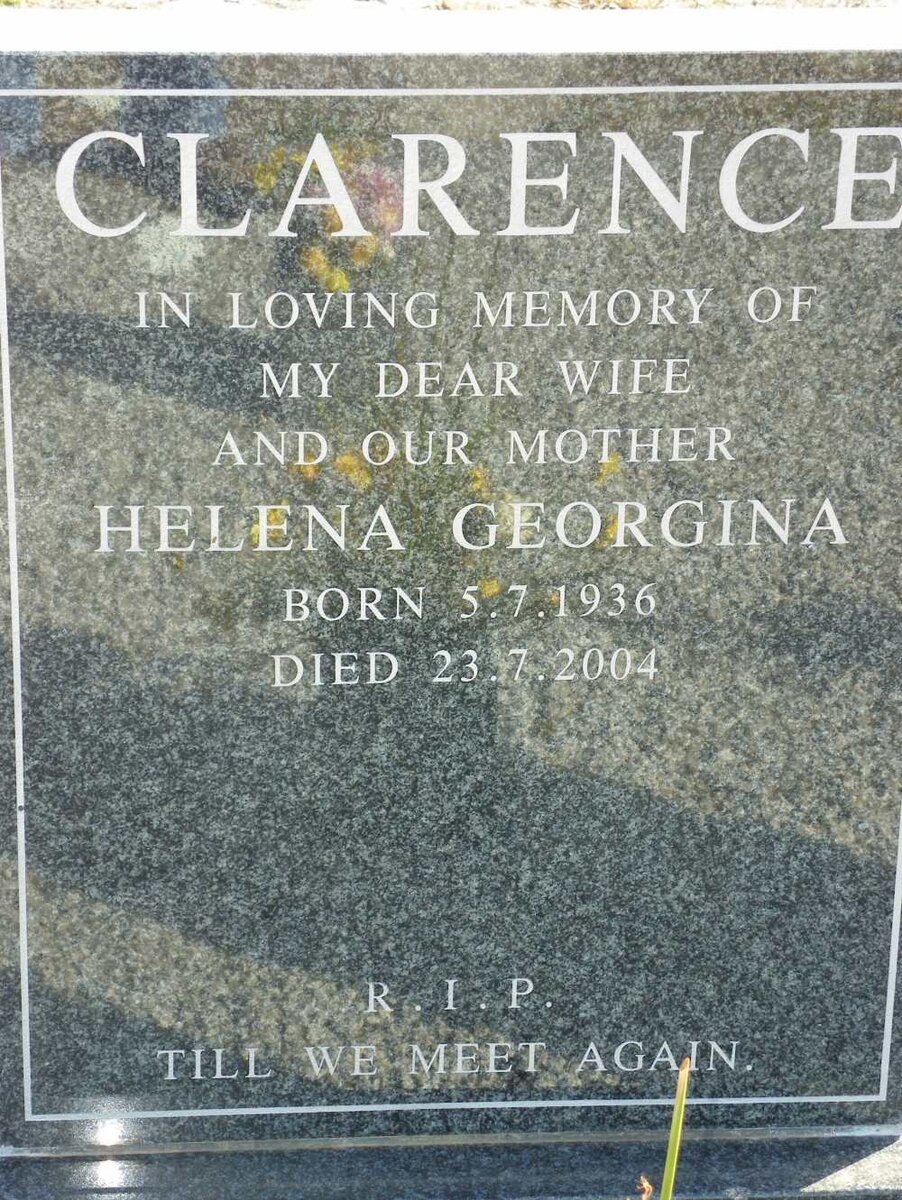 CLARENCE
IN LOVING MEMORY OF
MY DEAR WIFE
AND OUR MOTHER
HELENA GEORGINA
BORN 5.7.1936
DIED 23.7.2004
R.I.P.
TILL WE MEET AGAIN.